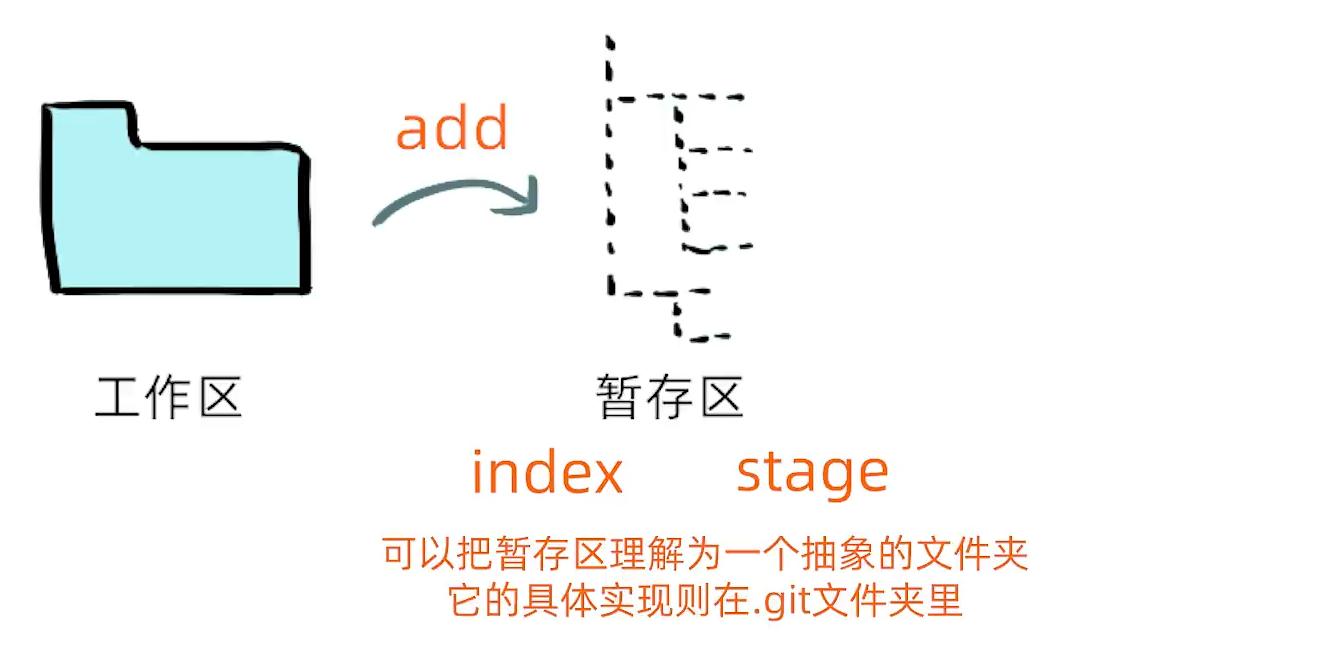 add
工作区
暂存区
index
stage
可以把暂存区理解为一个抽象的文件夹
它的具体实现则在.git文件夹里